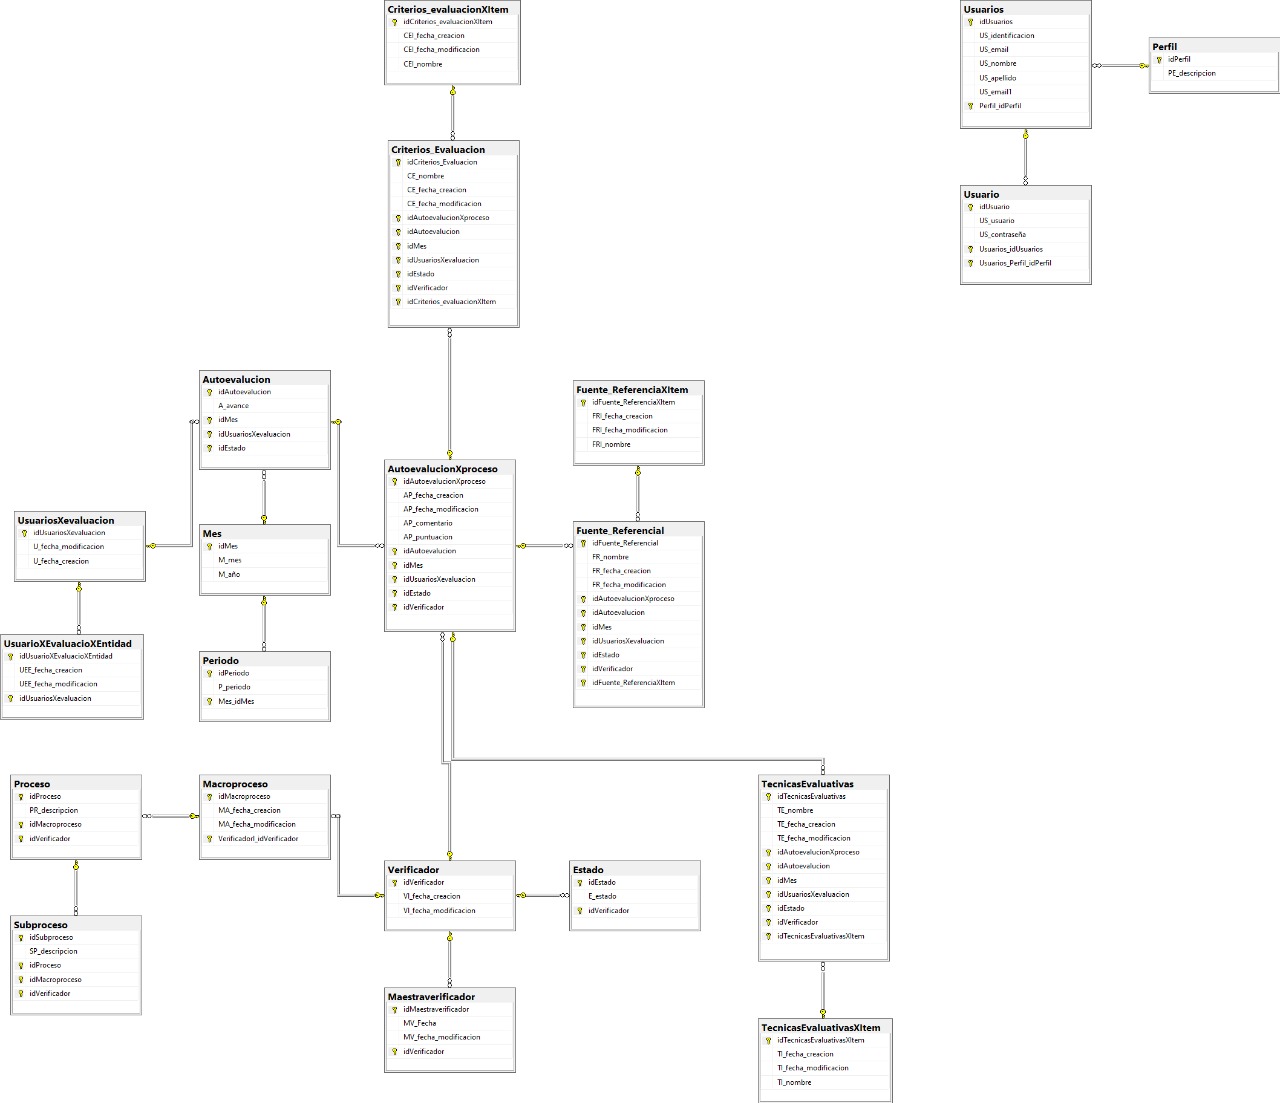 Criterios_evaluacionXItem
idCriterios_evaluacionXItem
CEI_fecha_creacion
CEI_fecha_modificacion
CEI_nombre
Usuarios
idUsuarios
US_identificacion
US_email
US_nombre
US_apellido
US_email1
Perfil_idPerfil
Perfil
idPerfil
PE_descripcion
Criterios_Evaluacion
idCriterios_Evaluacion
CE_nombre
CE_fecha_creacion
CE_fecha_modificacion
idAutoevalucionXproceso
idAutoevalucion
idMes
idUsuariosXevaluacion
idEstado
idVerificador
idCriterios_evaluacionXItem
Usuario
idUsuario
US_usuario
US_contraseña
Usuarios_idUsuarios
Usuarios_Perfil_idPerfil
Autoevalucion
idAutoevalucion
A_avance
idMes
idUsuariosXevaluacion
idEstado
Fuente_ReferenciaXItem
idFuente_ReferenciaXItem
FRI_fecha_creacion
FRI_fecha_modificacion
FRI_nombre
AutoevalucionXproceso
idAutoevalucionXproceso
AP_fecha_creacion
AP_fecha_modificacion
AP_comentario
AP_puntuacion
idAutoevalucion
idMes
idUsuariosXevaluacion
idEstado
idVerificador
UsuariosXevaluacion
idUsuariosXevaluacion
U_fecha_modificacion
U_fecha_creacion
Mes
idMes
M_mes
M_año
Fuente_Referencial
idFuente_Referencial
FR_nombre
FR_fecha_creacion
FR_fecha_modificacion
idAutoevalucionXproceso
idAutoevalucion
idMes
idUsuariosXevaluacion
idEstado
idVerificador
idFuente_ReferenciaXItem
UsuarioXEvaluacioXEntidad
idUsuarioXEvaluacioXEntidad
UEE_fecha_creacion
UEE_fecha_modificacion
idUsuariosXevaluacion
Periodo
idPeriodo
P_periodo
Mes_idMes
Proceso
idProceso
PR_descripcion
idMacroproceso
idVerificador
Macroproceso
idMacroproceso
MA_fecha_creacion
MA_fecha_modificacion
VerificadorI_idVerificador
TecnicasEvaluativas
idTecnicasEvaluativas
TE_nombre
TE_fecha_creacion
TE_fecha_modificacion
idAutoevalucionXproceso
idAutoevalucion
idMes
idUsuariosXevaluacion
idEstado
idVerificador
idTecnicasEvaluativasXItem
Verificador
idVerificador
VI_fecha_creacion
VI_fecha_modificacion
Estado
idEstado
E_estado
idVerificador
Subproceso
idSubproceso
SP_descripcion
idProceso
idMacroproceso
idVerificador
Maestraverificador
idMaestraverificador
MV_Fecha
MV_fecha_modificacion
idVerificador
TecnicasEvaluativasXItem
idTecnicasEvaluativasXItem
TI_fecha_creacion
TI_fecha_modificacion
TI_nombre